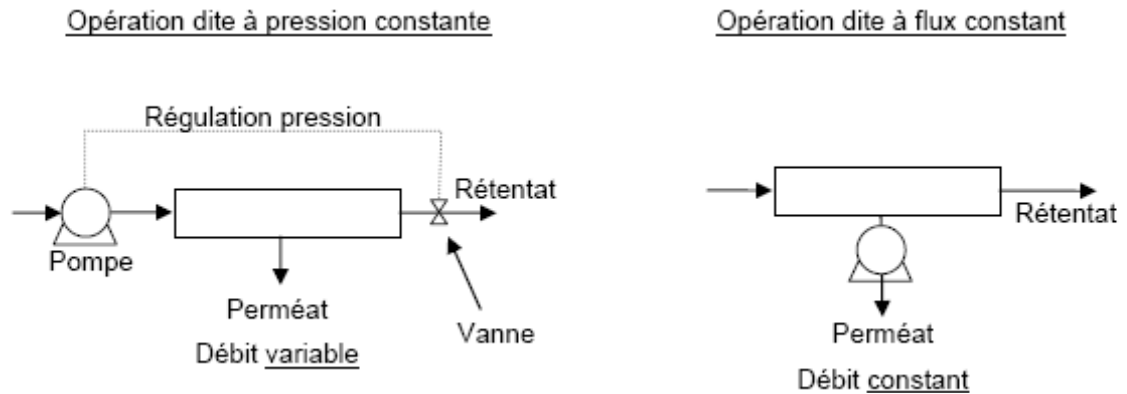 Opération dite à pression constante
Régulation pression
Rétentat
Pompe
Perméat
Vanne
Débit variable
Opération dite à flux constant
Rétentat
Perméat
Débit constant